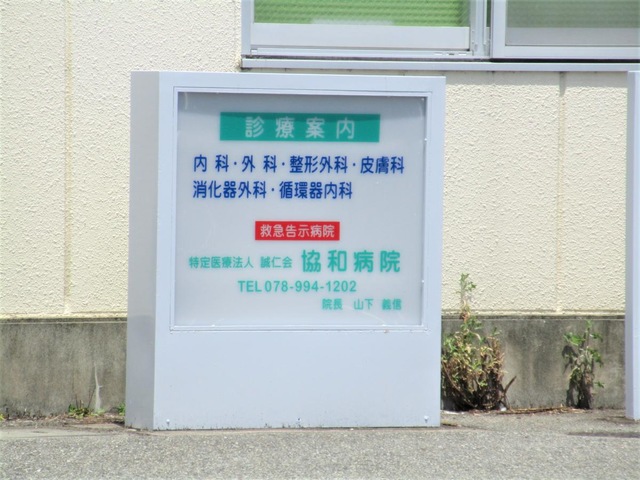 診療案内
内科・外科・整形外科・皮膚科
消化器外科・循環器内科
救急告示病院
特定医療法人 誠仁会 協和病院
TEL 078-994-1202
院長 山下 義信